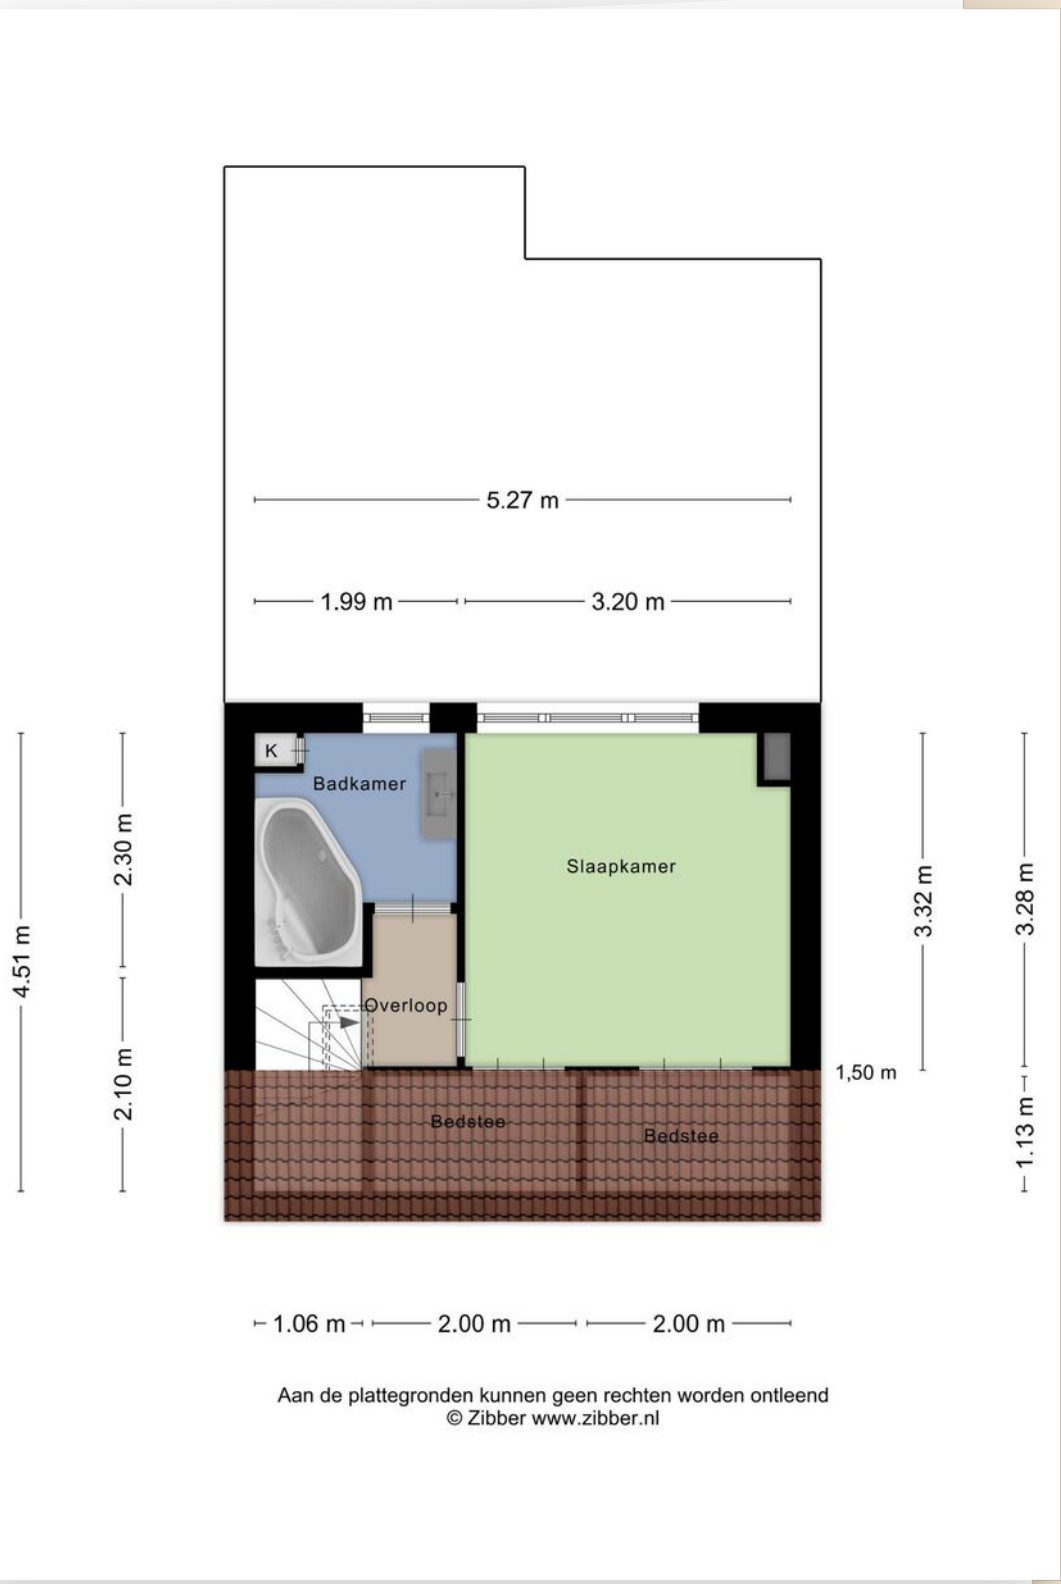 5.27 m
1.99 m
3.20 m
K
Badkamer
2.30 m
Slaapkamer
3.32 m
3.28 m
4.51 m
Overloop
1,50 m
2.10 m
Bedstee
Bedstee
1.13 m
1.06 m
2.00 m
2.00 m
Aan de plattegronden kunnen geen rechten worden ontleend
© Zibber www.zibber.nl